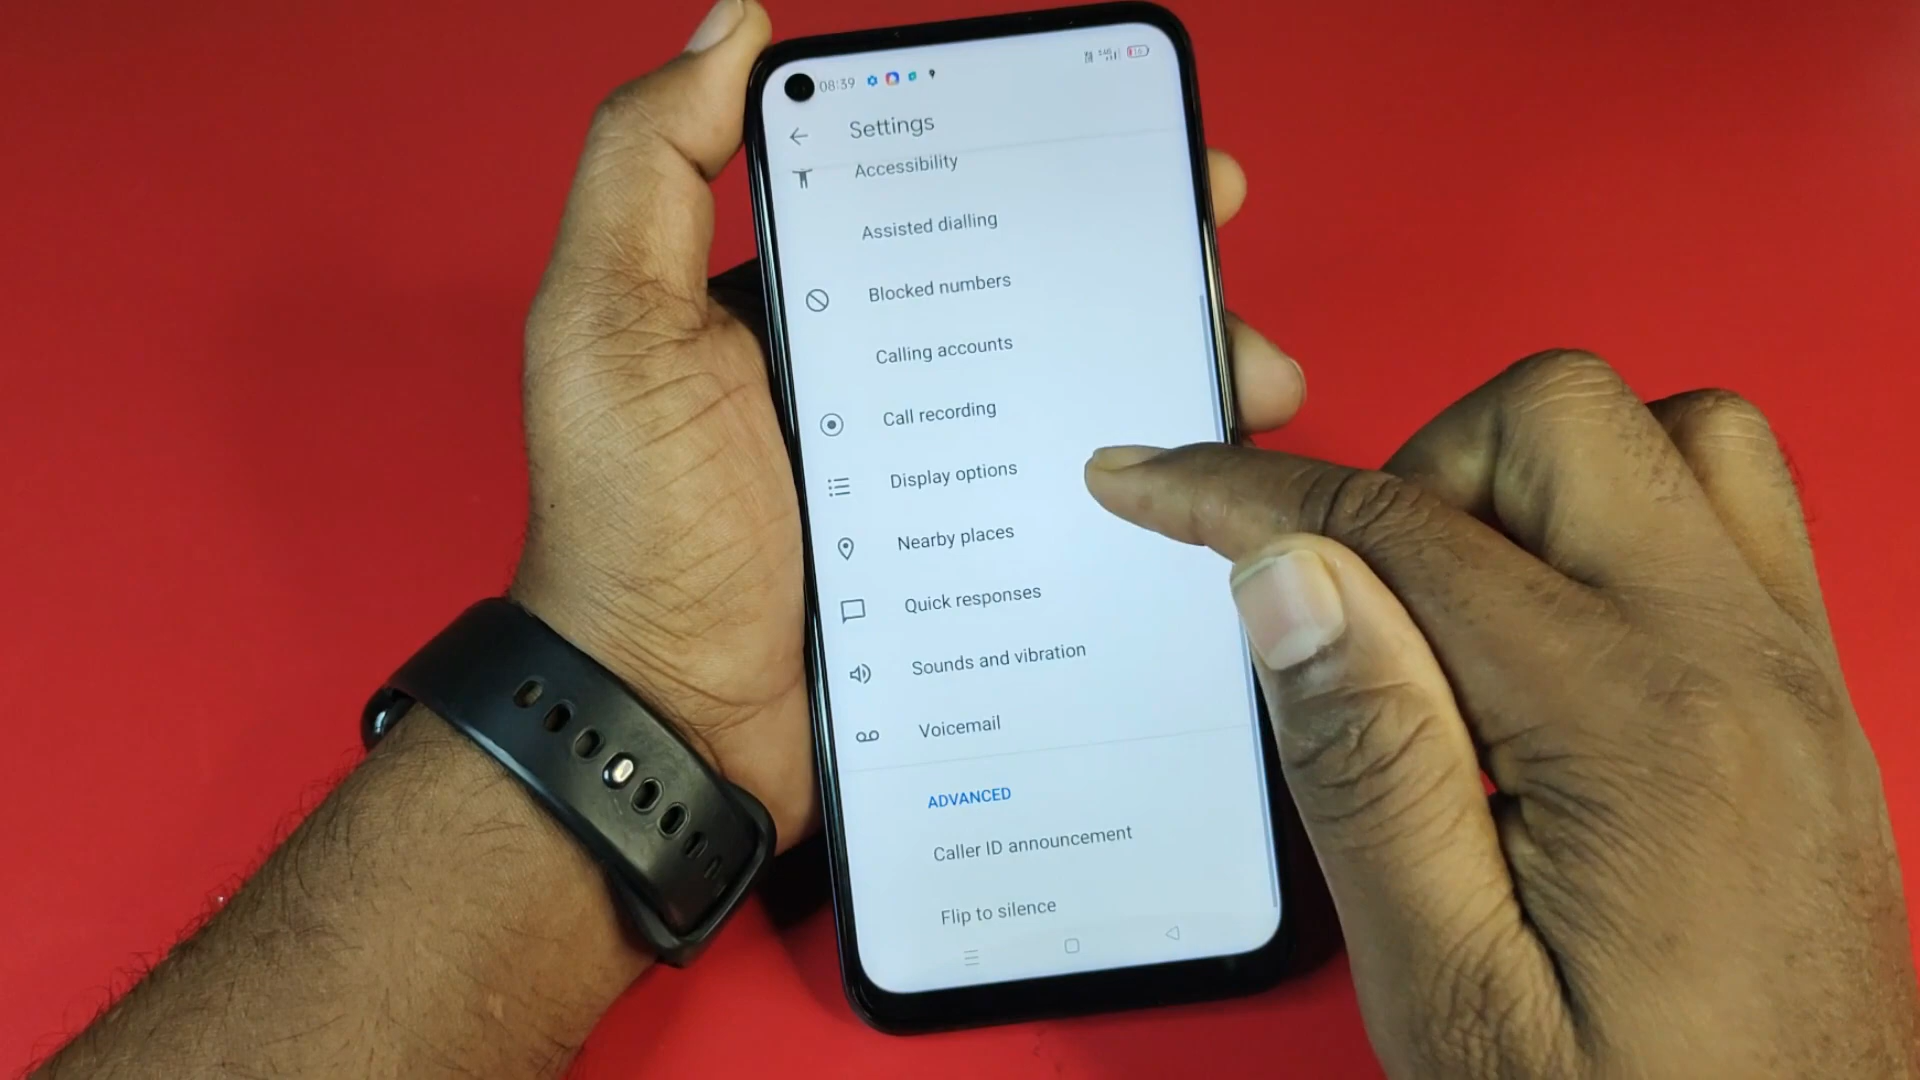 08:39
Settings
Accessibility
Assisted dialling
Blocked numbers
Calling accounts
Call recording
Display options
Nearby places
Quick responses
Sounds and vibration
Voicemail
ADVANCED
Caller ID announcement
Flip to silence